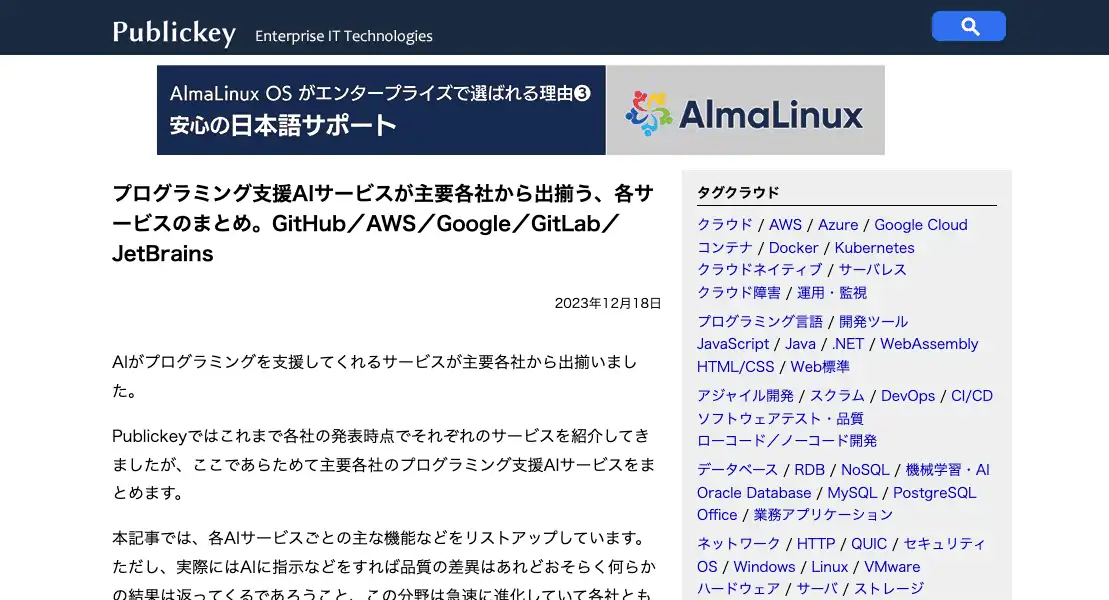 Publickey Enterprise IT Technologies
AlmaLinux OS がエンタープライズで選ばれる理由❸
安心の日本語サポート
AlmaLinux
プログラミング支援AIサービスが主要各社から出揃う、各サ
ービスのまとめ。GitHub／AWS／Google／GitLab／
JetBrains
2023年12月18日
AIがプログラミングを支援してくれるサービスが主要各社から出揃いまし
た。
Publickeyではこれまで各社の発表時点でそれぞれのサービスを紹介してき
ましたが、ここであらためて主要各社のプログラミング支援AIサービスをま
とめます。
本記事では、各AIサービスごとの主な機能などをリストアップしています。
ただし、実際にはAIに指示などをすれば品質の差異はあれどおそらく何らか
の結果は返ってくるであろうこと、この分野は急速に進化していて各社とも
タグクラウド
クラウド / AWS / Azure / Google Cloud
コンテナ / Docker / Kubernetes
クラウドネイティブ / サーバレス
クラウド障害 / 運用・監視
プログラミング言語 / 開発ツール
JavaScript / Java / .NET / WebAssembly
HTML/CSS / Web標準
アジャイル開発 / スクラム / DevOps / CI/CD
ソフトウェアテスト・品質
ローコード／ノーコード開発
データベース / RDB / NoSQL / 機械学習・AI
Oracle Database / MySQL / PostgreSQL
Office / 業務アプリケーション
ネットワーク / HTTP / QUIC / セキュリティ
OS / Windows / Linux / VMware
ハードウェア / サーバ / ストレージ